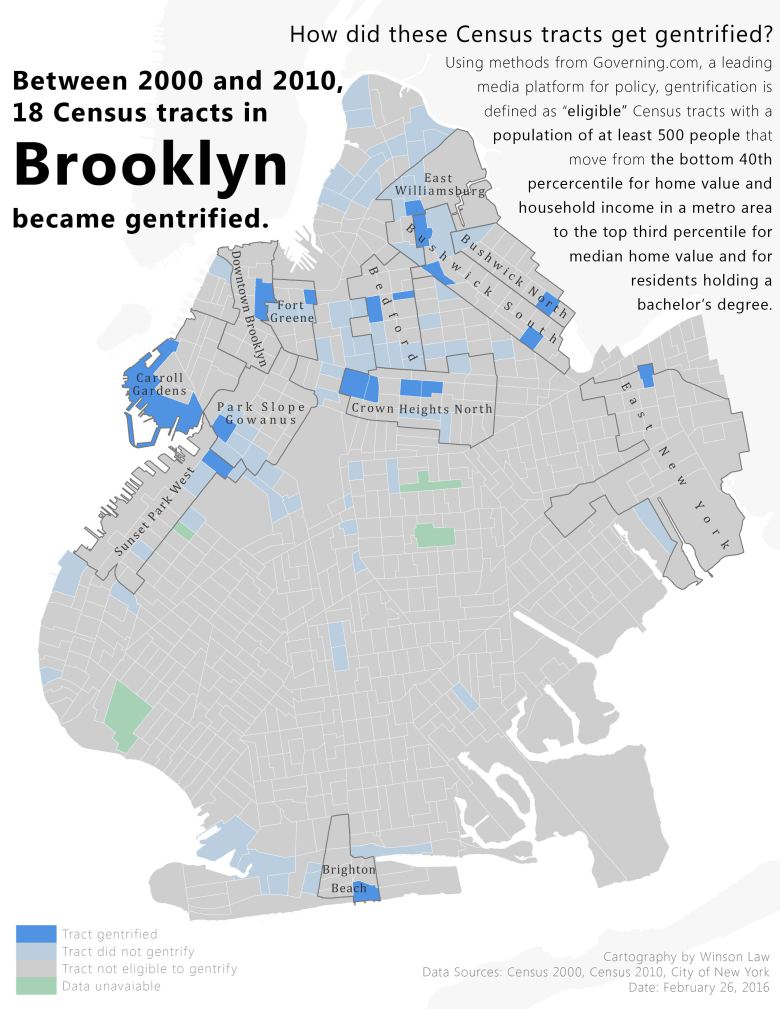 How did these Census tracts get gentrified?
Using methods from Governing.com, a leading
media platform for policy, gentrification is
defined as “eligible” Census tracts with a
population of at least 500 people that
move from the bottom 40th
percercentile for home value and
household income in a metro area
to the top third percentile for
median home value and for
residents holding a
bachelor’s degree.
Between 2000 and 2010,
18 Census tracts in
Brooklyn
became gentrified.
East
Williamsburg
Bushwick North
Bushwick South
Bedford
Downtown Brooklyn
Fort
Greene
Carroll
Gardens
Park Slope
Gowanus
Crown Heights North
East New York
Sunset Park West
Brighton
Beach
Tract gentrified
Tract did not gentrify
Tract not eligible to gentrify
Data unavaiable
Cartography by Winson Law
Data Sources: Census 2000, Census 2010, City of New York
Date: February 26, 2016